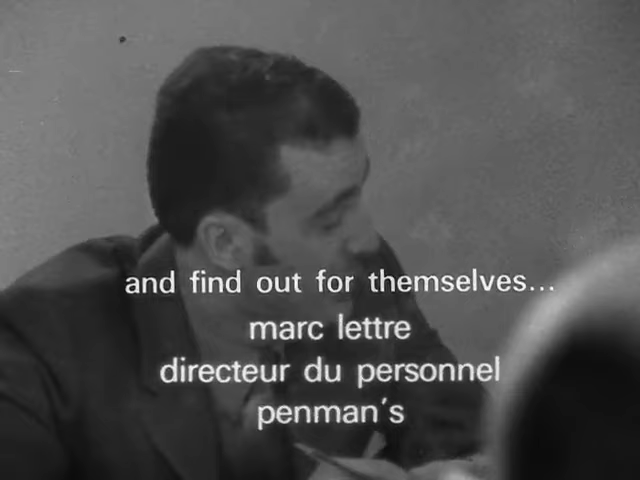 and find out for themselves...
marc lettre
directeur du personnel
penman's